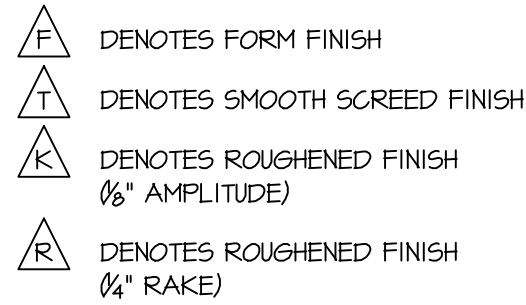 F DENOTES FORM FINISH
T DENOTES SMOOTH SCREED FINISH
K DENOTES ROUGHENED FINISH
(1/8" AMPLITUDE)
R DENOTES ROUGHENED FINISH
(1/4" RAKE)